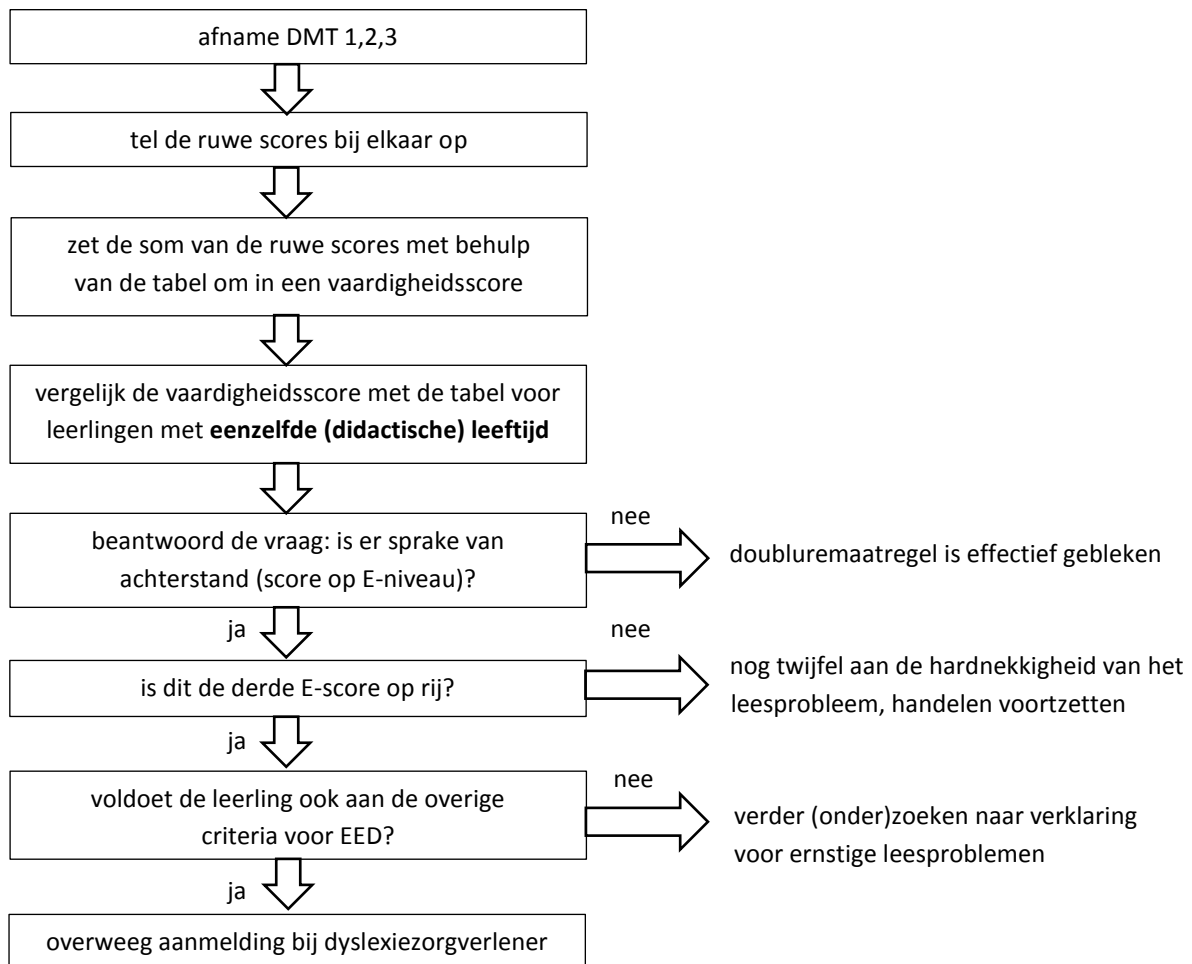 afname DMT 1,2,3
tel de ruwe scores bij elkaar op
zet de som van de ruwe scores met behulp
van de tabel om in een vaardigheidsscore
vergelijk de vaardigheidsscore met de tabel voor
leerlingen met eenzelfde (didactische) leeftijd
beantwoord de vraag: is er sprake van
achterstand (score op E-niveau)?
nee
doubluremaatregel is effectief gebleken
ja
is dit de derde E-score op rij?
nee
nog twijfel aan de hardnekkigheid van het
leesprobleem, handelen voortzetten
ja
voldoet de leerling ook aan de overige
criteria voor EED?
nee
verder (onder)zoeken naar verklaring
voor ernstige leesproblemen
ja
overweeg aanmelding bij dyslexiezorgverlener